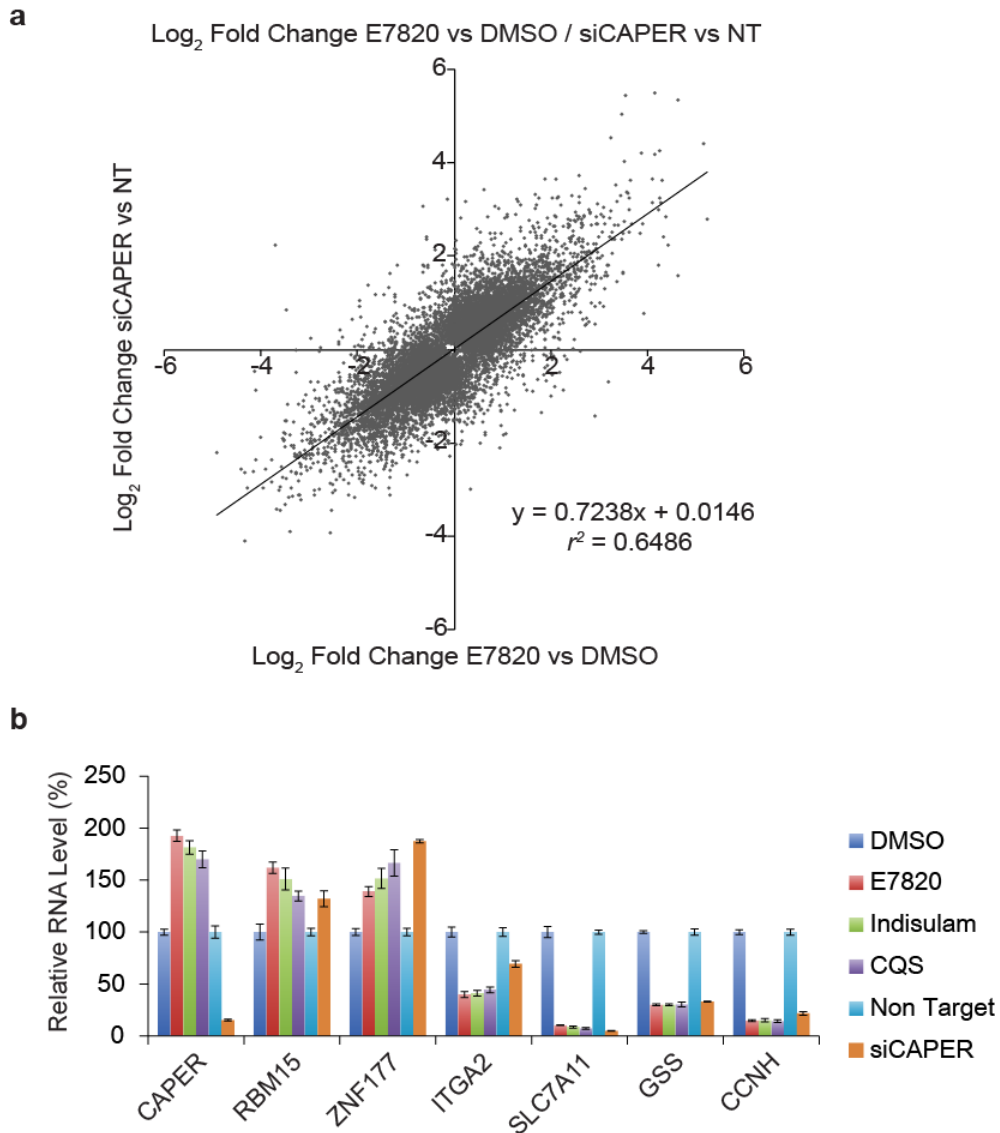 a
Log2 Fold Change E7820 vs DMSO / siCAPER vs NT
6
4
2
-6 -4 -2 2 4 6
-2
-4
-6
Log2 Fold Change siCAPER vs NT
y = 0.7238x + 0.0146
r2 = 0.6486
Log2 Fold Change E7820 vs DMSO
b
Relative RNA Level (%)
250
200
150
100
50
0
CAPER
RBM15
ZNF177
ITGA2
SLC7A11
GSS
CCNH
DMSO
E7820
Indisulam
CQS
Non Target
siCAPER